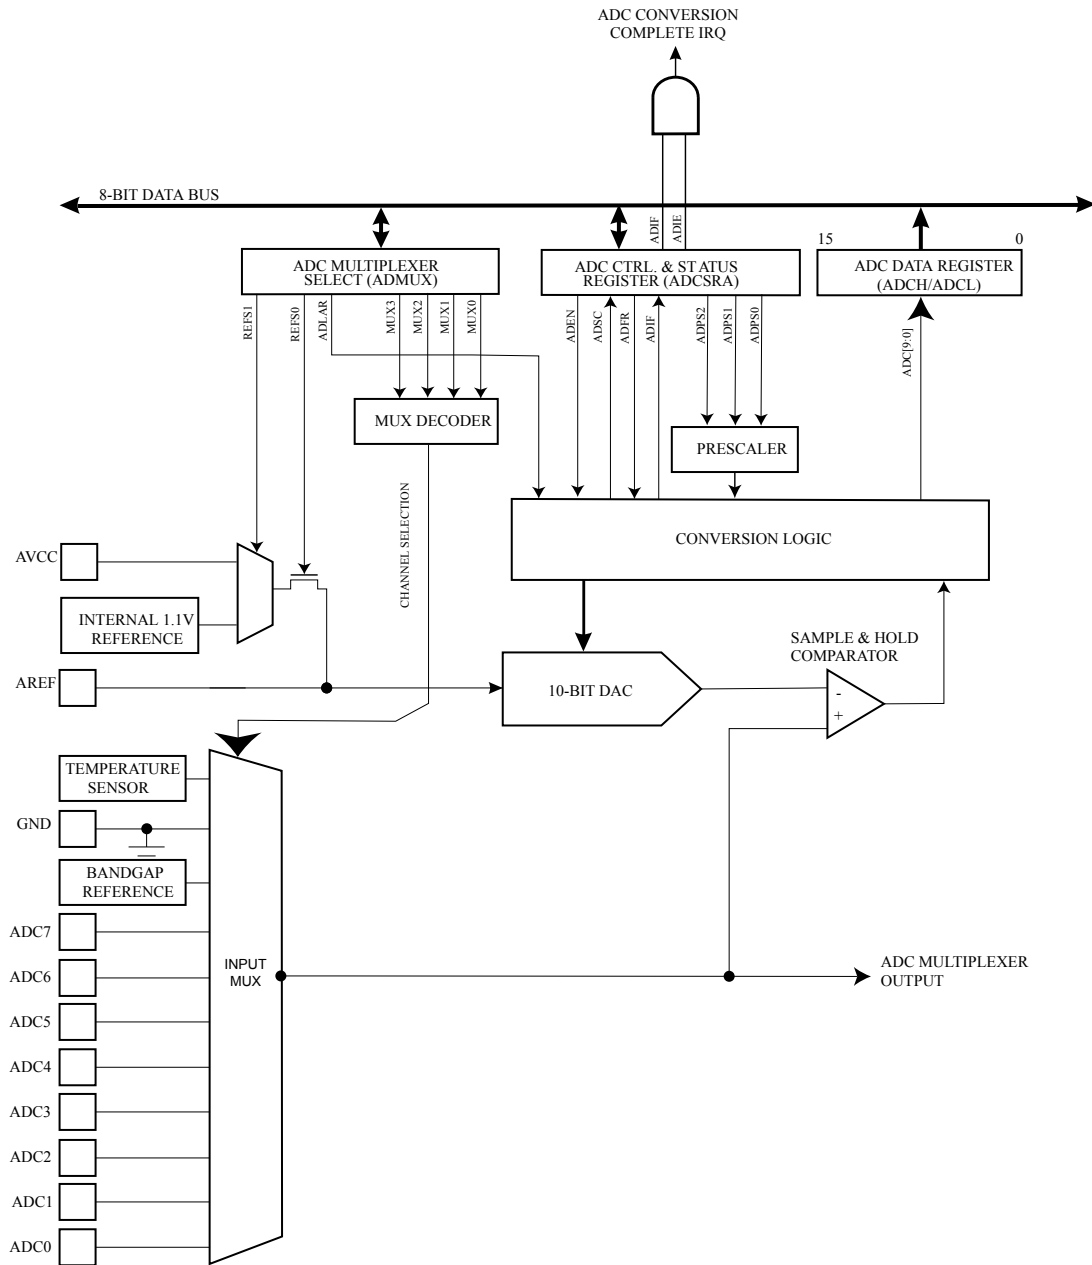 ADC CONVERSION
COMPLETE IRQ
8-BIT DATA BUS
ADIF
ADIE
15
0
ADC MULTIPLEXER
SELECT (ADMUX)
ADC CTRL. & STATUS
REGISTER (ADCSRA)
ADC DATA REGISTER
(ADCH/ADCL)
REFS1
REFS0
ADLAR
MUX3
MUX2
MUX1
MUX0
ADEN
ADSC
ADFR
ADIF
ADPS2
ADPS1
ADPS0
ADC[9:0]
MUX DECODER
PRESCALER
CHANNEL SELECTION
CONVERSION LOGIC
AVCC
INTERNAL 1.1V
REFERENCE
SAMPLE & HOLD
COMPARATOR
AREF
10-BIT DAC
-
+
TEMPERATURE
SENSOR
GND
BANDGAP
REFERENCE
ADC7
ADC6
ADC5
ADC4
ADC3
ADC2
ADC1
ADC0
INPUT
MUX
ADC MULTIPLEXER
OUTPUT